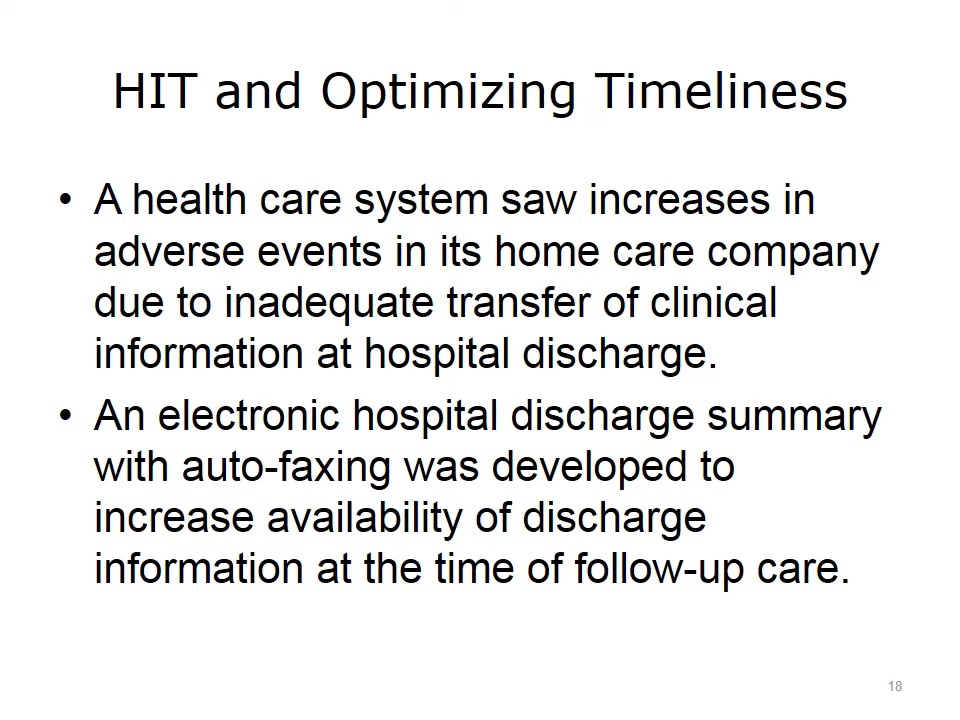 HIT and Optimizing Timeliness
• A health care system saw increases in
adverse events in its home care company
due to inadequate transfer of clinical
information at hospital discharge.
• An electronic hospital discharge summary
with auto-faxing was developed to
increase availability of discharge
information at the time of follow-up care.
18